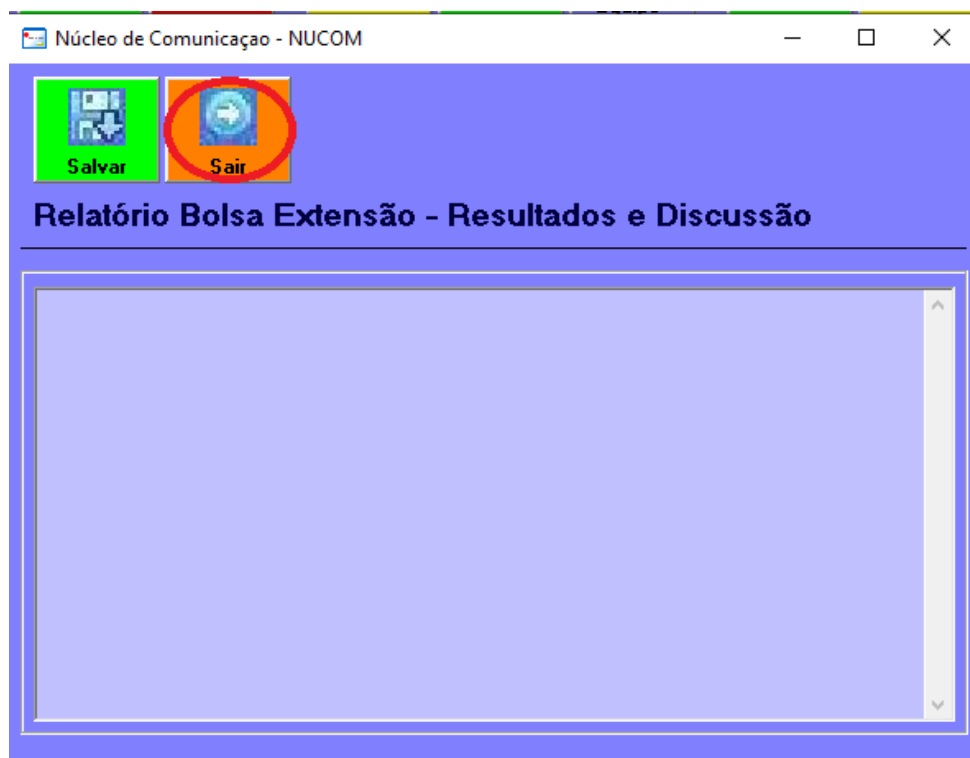 Núcleo de Comunicaçao - NUCOM
Salvar Sair
Relatório Bolsa Extensão - Resultados e Discussão